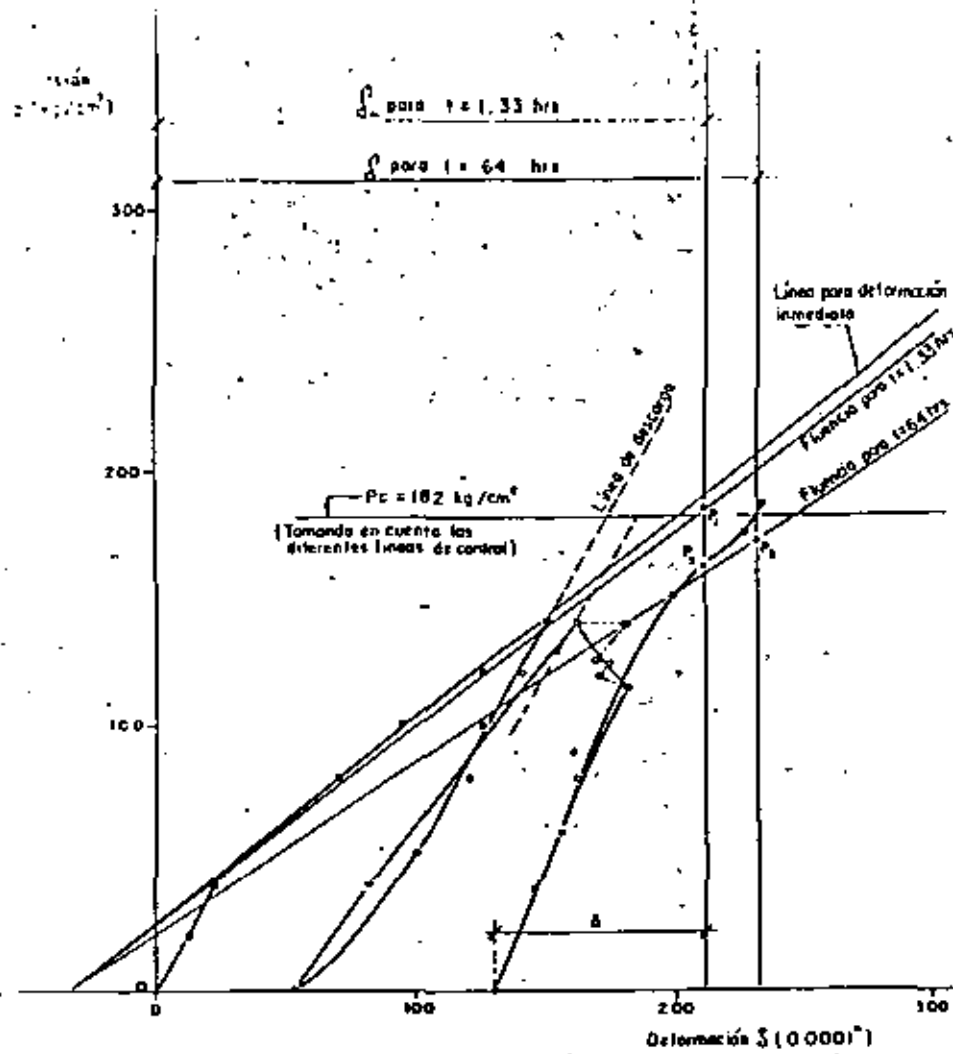 para t = 1.33 hrs
δ para t = 64 hrs
300
Línea para deformación
inmediata
Fluencia para t=1.33 hrs
Fluencia para t=64 hrs
Línea de descarga
200
Pc = 182 kg/cm²
(Tomando en cuenta las
diferentes líneas de control)
100
0
0
100
200
300
Deformación δ (0.0001")